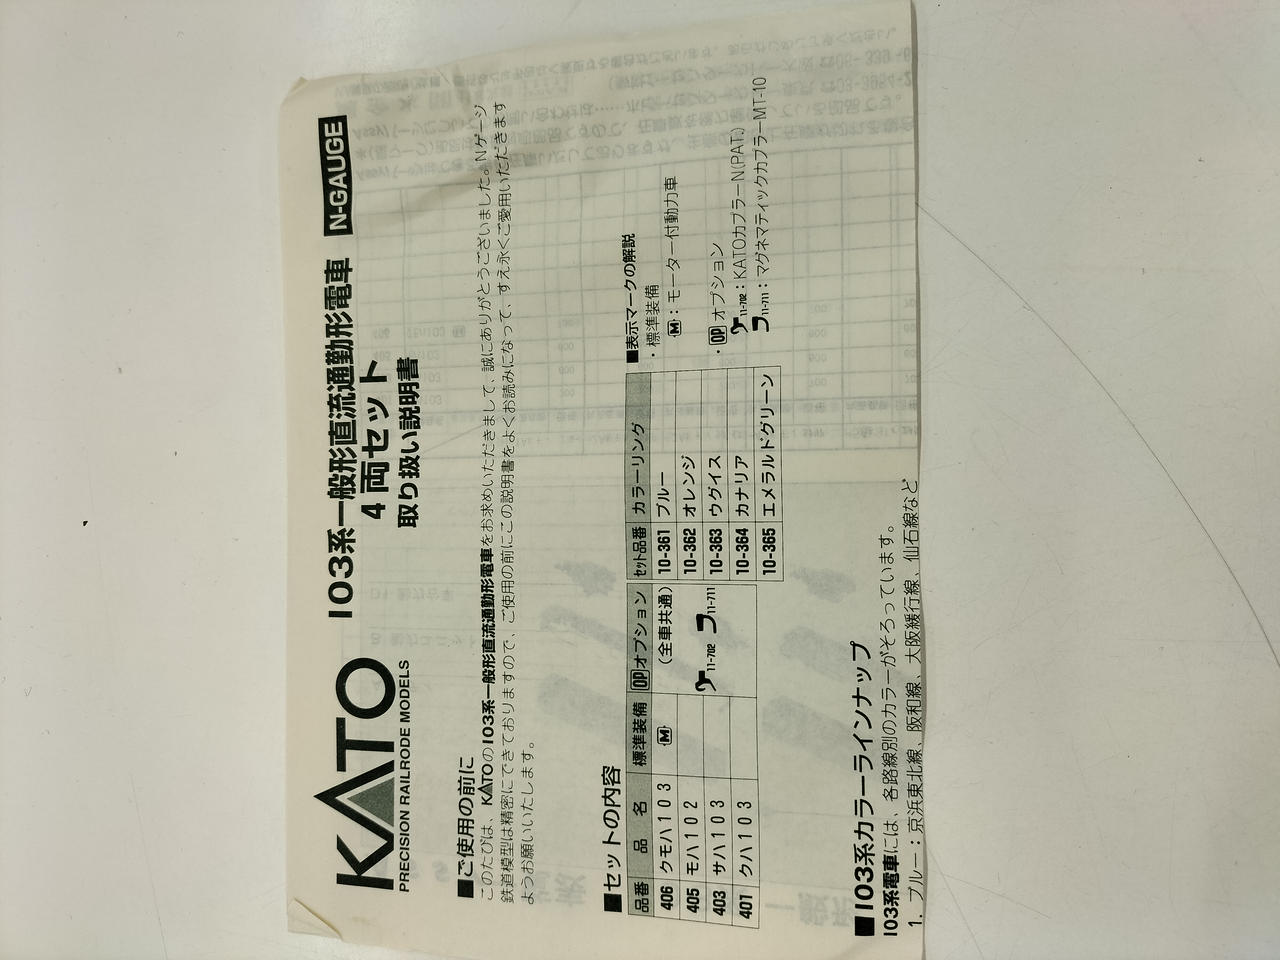 KATO
PRECISION RAILRODE MODELS
103系一般形直流通勤形電車
4両セット
取り扱い説明書
N-GAUGE
■ご使用の前に
このたびは、KATOの103系一般形直流通勤形電車をお求めいただきまして、誠にありがとうございました。Nゲージ
鉄道模型は精密にできておりますので、ご使用の前にこの説明書をよくお読みになって、すえ永くご愛用いただきます
ようお願いいたします。
■セットの内容
品番 品名 標準装備 OPオプション
406 クモハ103 M (全車共通)
405 モハ102 11-702 11-711
403 サハ103
401 クハ103
セット品番 カラーリング
10-361 ブルー
10-362 オレンジ
10-363 ウグイス
10-364 カナリア
10-365 エメラルドグリーン
■表示マークの解説
・標準装備
M：モーター付動力車
・OPオプション
11-702：KATOカプラーN(PAT.)
11-711：マグネマティックカプラーMT-10
■103系カラーラインナップ
103系電車には、各路線別のカラーがそろっています。
1. ブルー：京浜東北線、阪和線、大阪緩行線、仙石線など